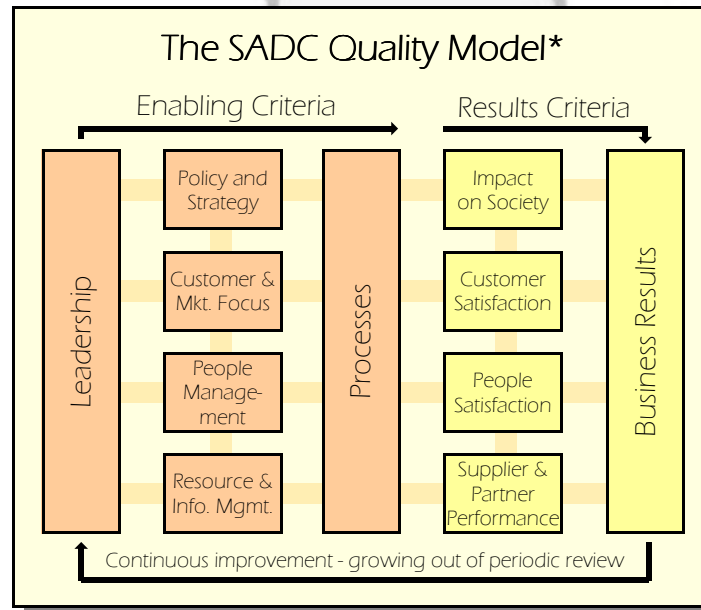 The SADC Quality Model*
Enabling Criteria
Results Criteria
Leadership
Policy and
Strategy
Customer &
Mkt. Focus
People
Manage-
ment
Resource &
Info. Mgmt.
Processes
Impact
on Society
Customer
Satisfaction
People
Satisfaction
Supplier &
Partner
Performance
Business Results
Continuous improvement - growing out of periodic review